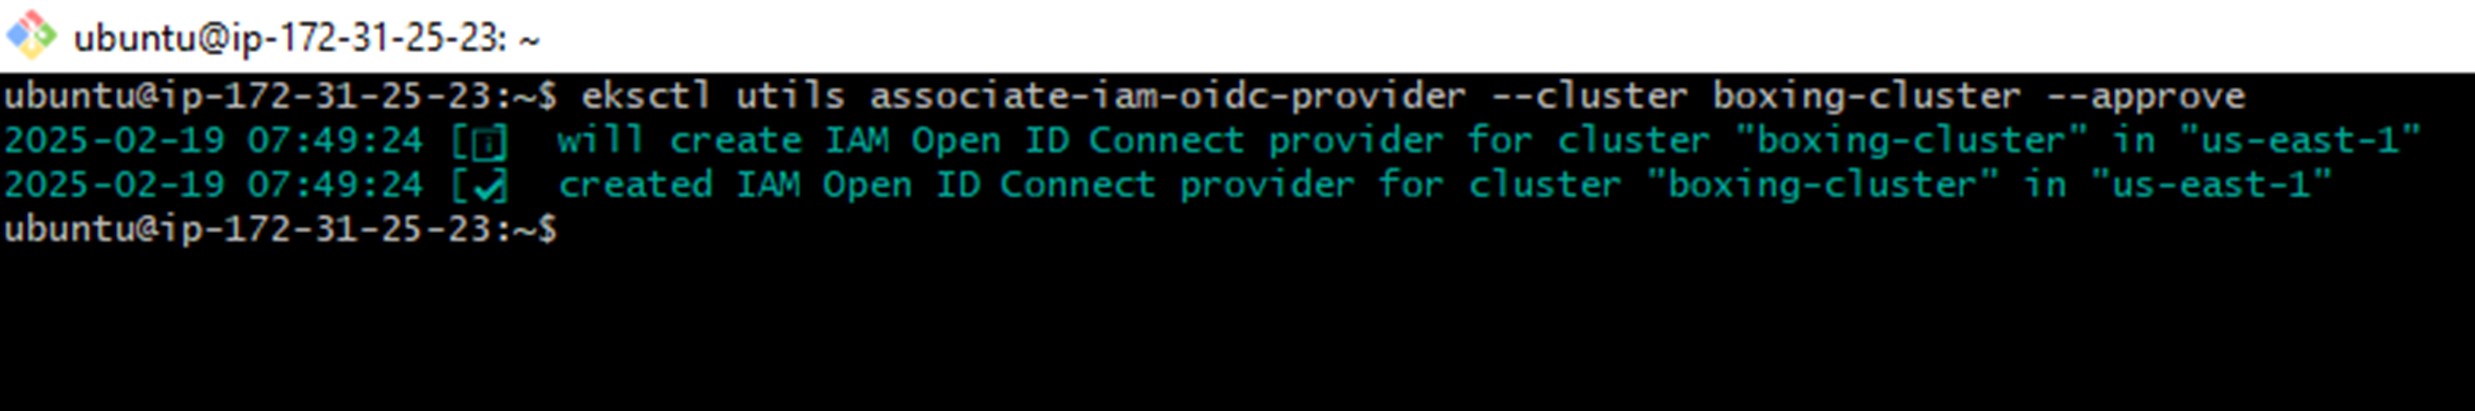 ubuntu@ip-172-31-25-23: ~
ubuntu@ip-172-31-25-23:~$ eksctl utils associate-iam-oidc-provider --cluster boxing-cluster --approve
2025-02-19 07:49:24 [ℹ]  will create IAM Open ID Connect provider for cluster "boxing-cluster" in "us-east-1"
2025-02-19 07:49:24 [✔]  created IAM Open ID Connect provider for cluster "boxing-cluster" in "us-east-1"
ubuntu@ip-172-31-25-23:~$